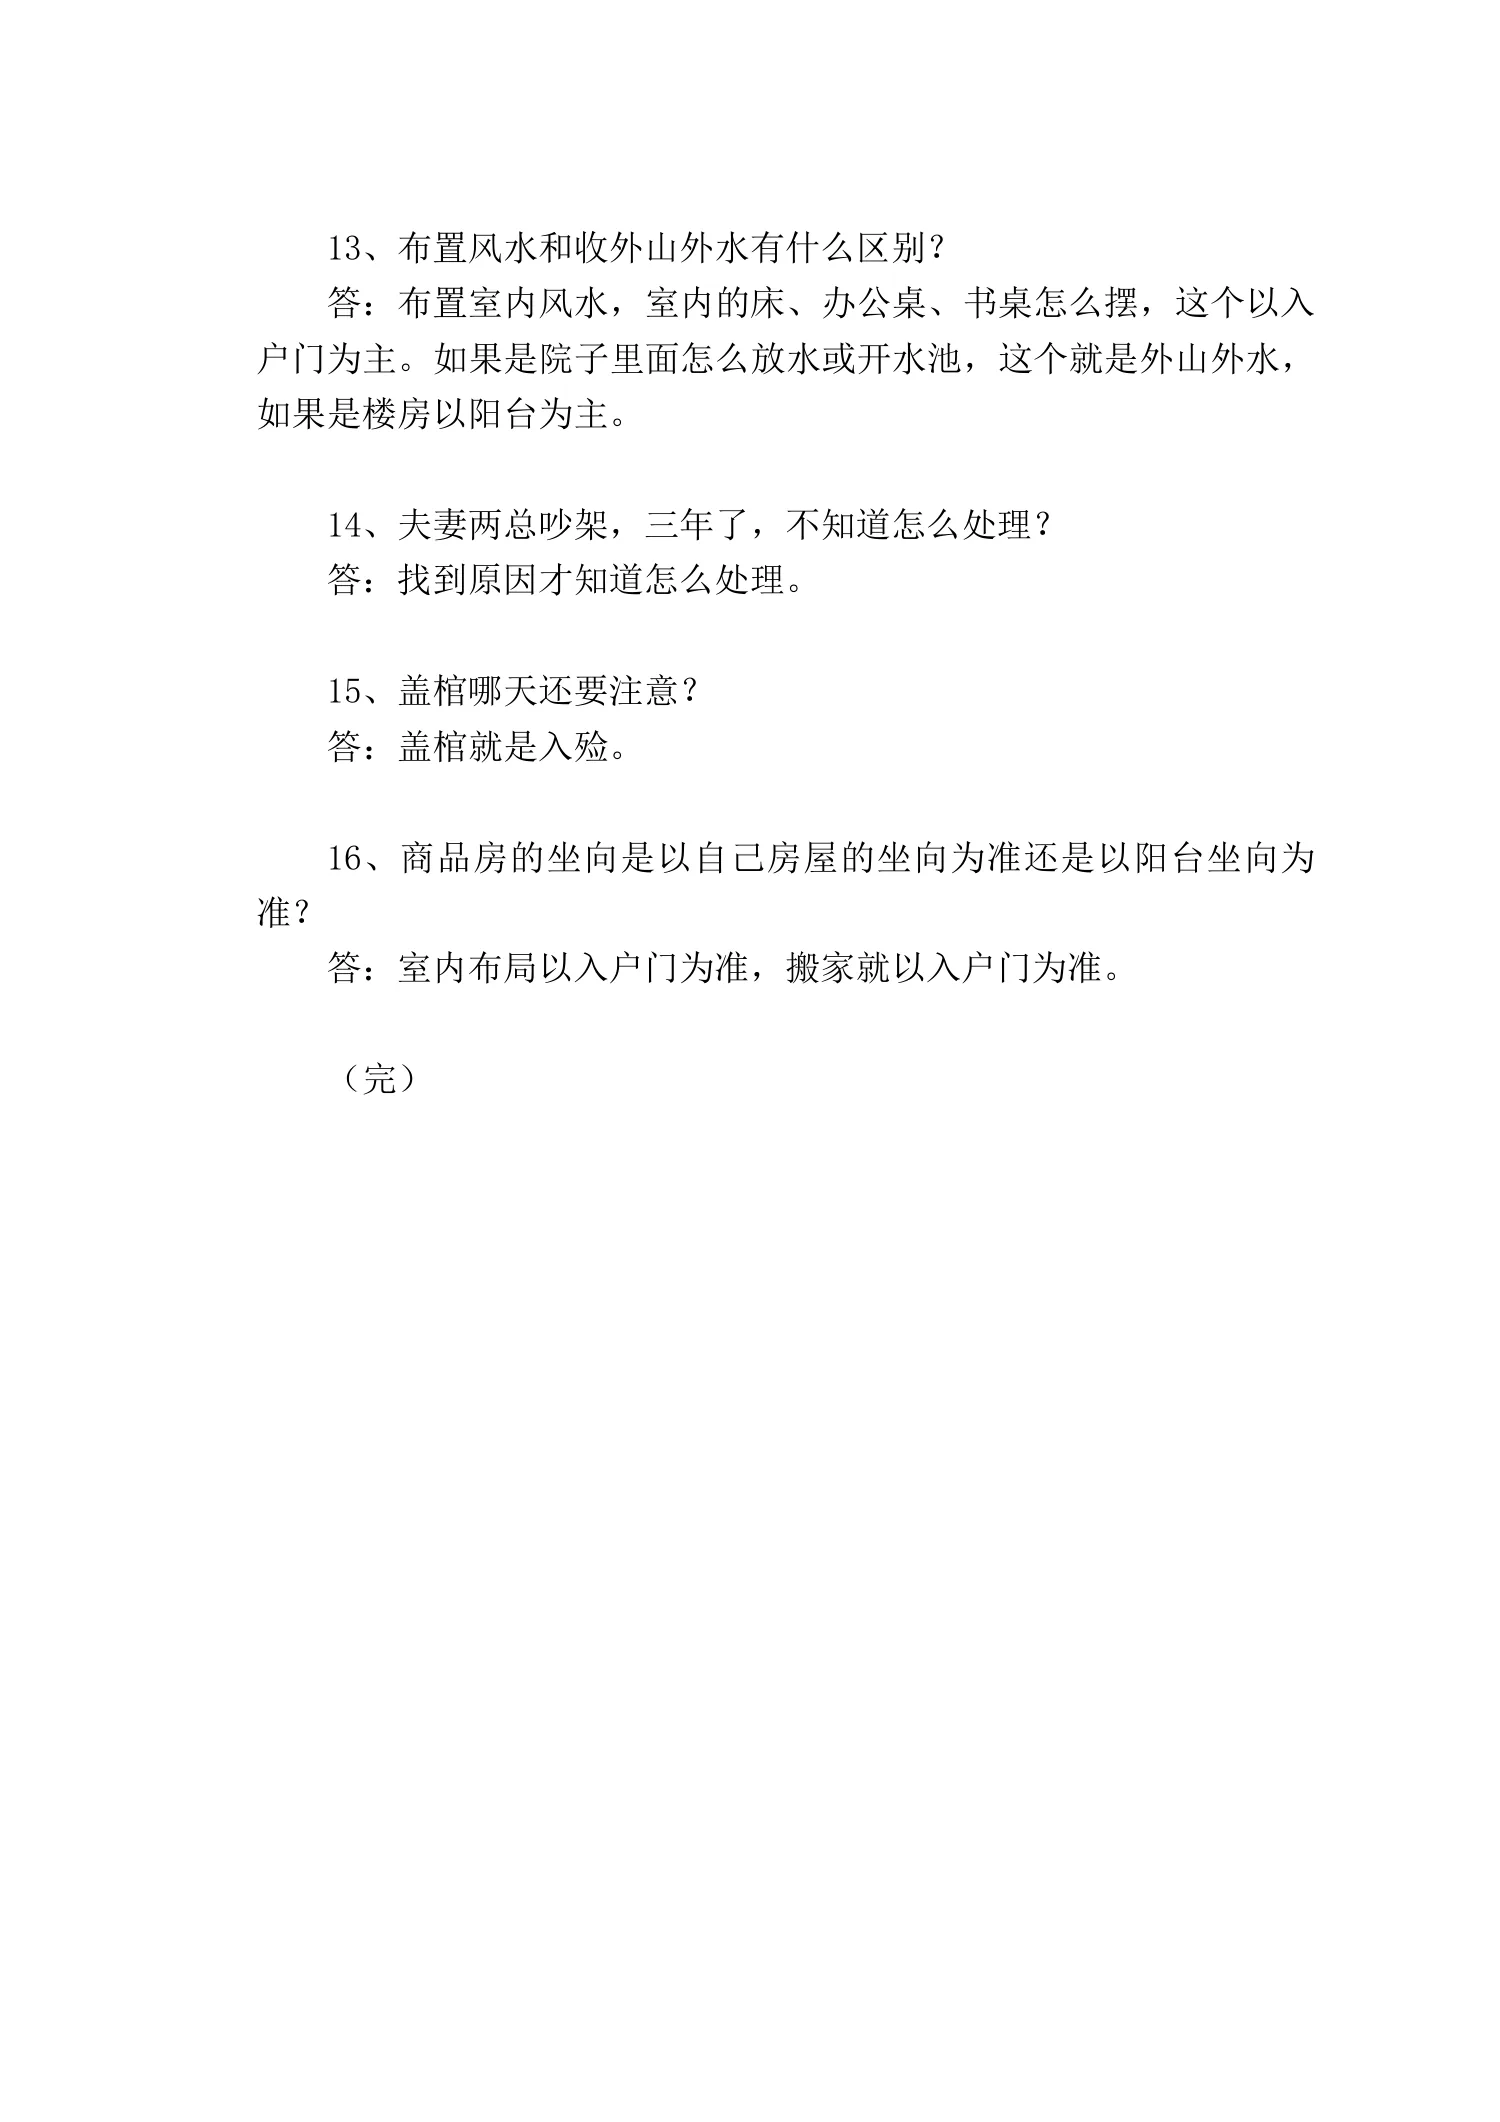 13、布置风水和收外山外水有什么区别？
答：布置室内风水，室内的床、办公桌、书桌怎么摆，这个以入
户门为主。如果是院子里面怎么放水或开水池，这个就是外山外水，
如果是楼房以阳台为主。
14、夫妻两总吵架，三年了，不知道怎么处理？
答：找到原因才知道怎么处理。
15、盖棺哪天还要注意？
答：盖棺就是入殓。
16、商品房的坐向是以自己房屋的坐向为准还是以阳台坐向为
准？
答：室内布局以入户门为准，搬家就以入户门为准。
（完）